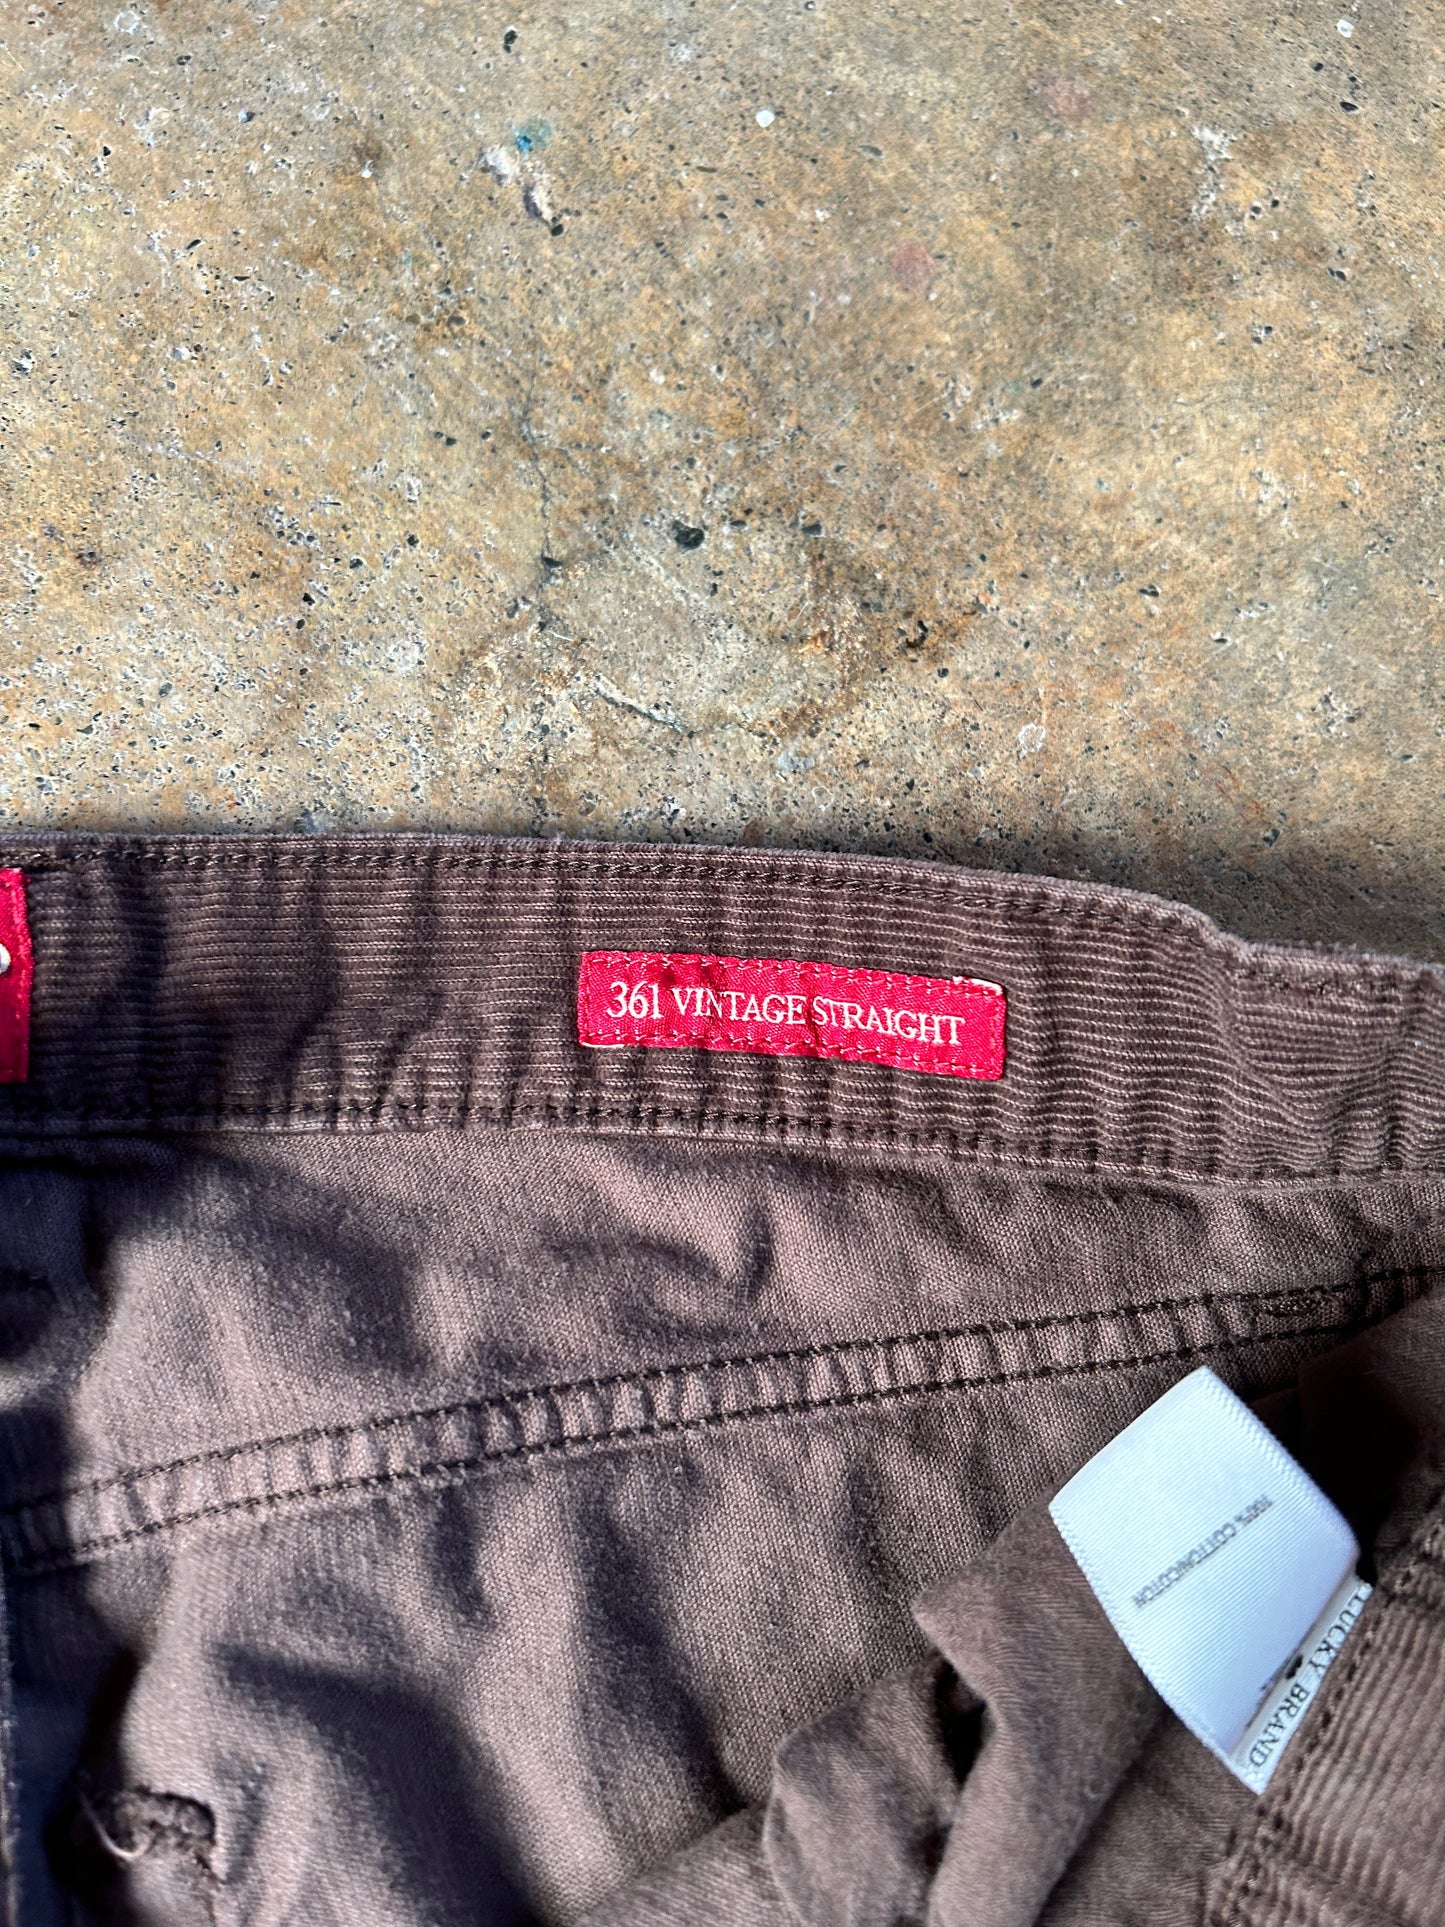 361 VINTAGE STRAIGHT
100% COTTON/COTON
LUCKY BRAND